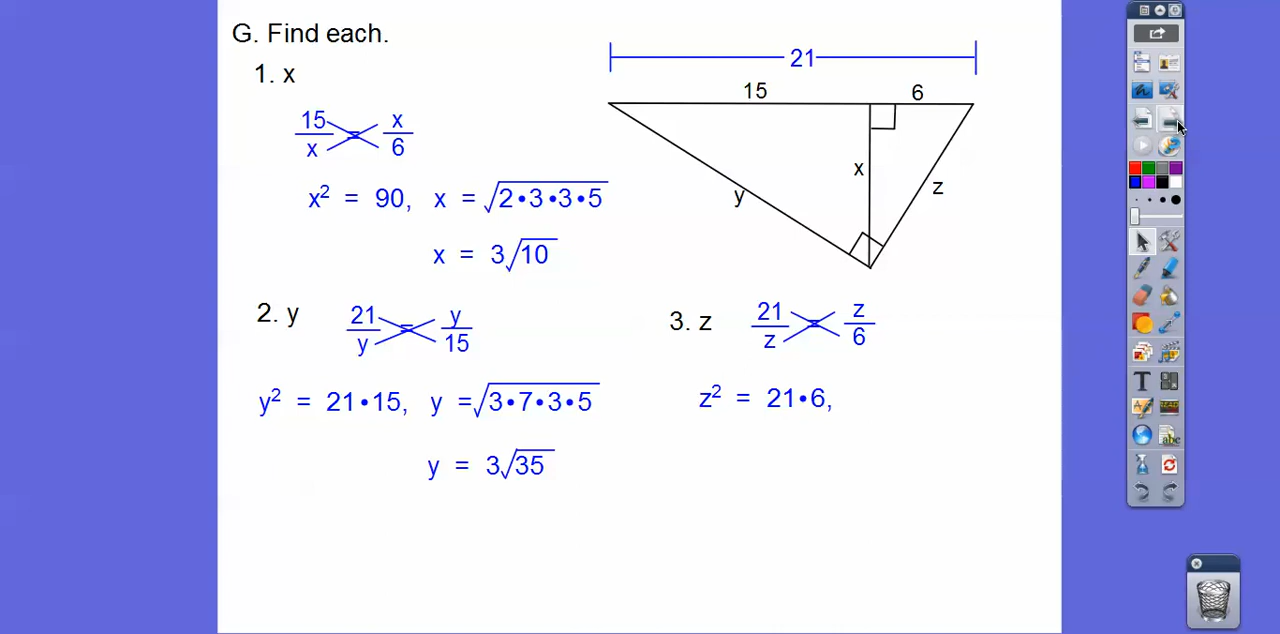 G. Find each.
1. x
15/x = x/6
x² = 90, x = √2•3•3•5
x = 3√10
21
15
6
x
y
z
2. y
21/y = y/15
y² = 21•15, y = √3•7•3•5
y = 3√35
3. z
21/z = z/6
z² = 21•6,